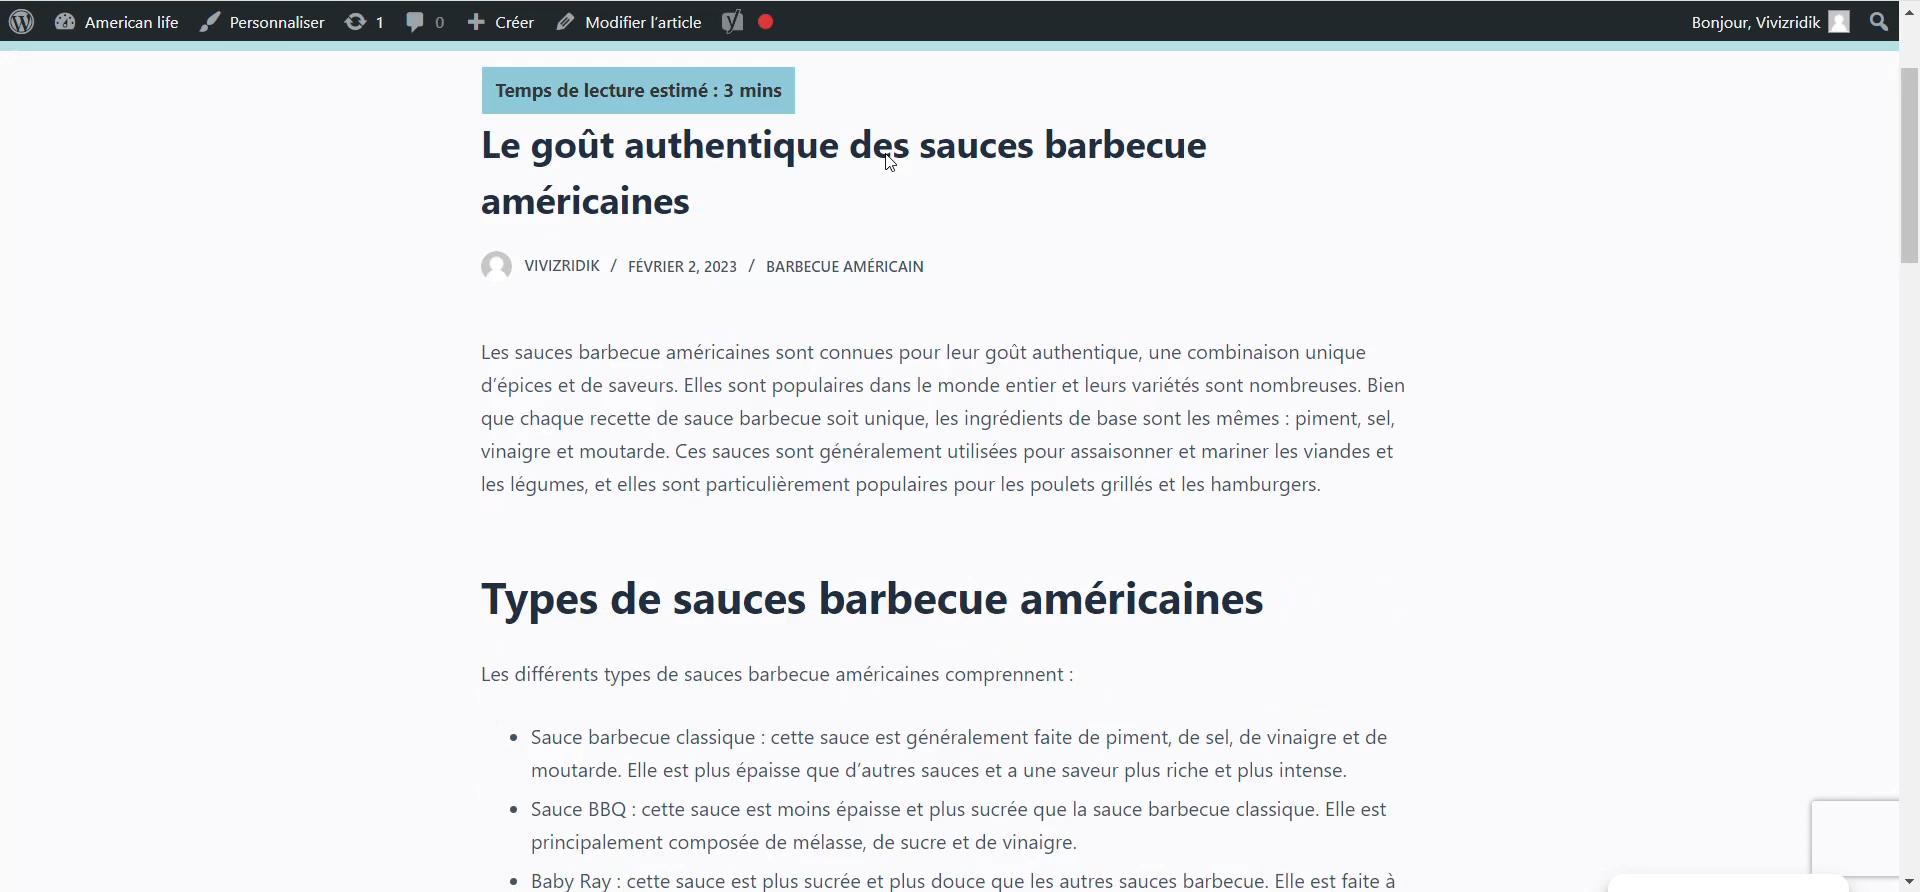 American life Personnaliser 1 0 Créer Modifier l'article Bonjour, Vivizridik
Temps de lecture estimé : 3 mins
Le goût authentique des sauces barbecue
américaines
VIVIZRIDIK / FÉVRIER 2, 2023 / BARBECUE AMÉRICAIN
Les sauces barbecue américaines sont connues pour leur goût authentique, une combinaison unique
d'épices et de saveurs. Elles sont populaires dans le monde entier et leurs variétés sont nombreuses. Bien
que chaque recette de sauce barbecue soit unique, les ingrédients de base sont les mêmes : piment, sel,
vinaigre et moutarde. Ces sauces sont généralement utilisées pour assaisonner et mariner les viandes et
les légumes, et elles sont particulièrement populaires pour les poulets grillés et les hamburgers.
Types de sauces barbecue américaines
Les différents types de sauces barbecue américaines comprennent :
• Sauce barbecue classique : cette sauce est généralement faite de piment, de sel, de vinaigre et de
moutarde. Elle est plus épaisse que d'autres sauces et a une saveur plus riche et plus intense.
• Sauce BBQ : cette sauce est moins épaisse et plus sucrée que la sauce barbecue classique. Elle est
principalement composée de mélasse, de sucre et de vinaigre.
• Baby Ray : cette sauce est plus sucrée et plus douce que les autres sauces barbecue. Elle est faite à